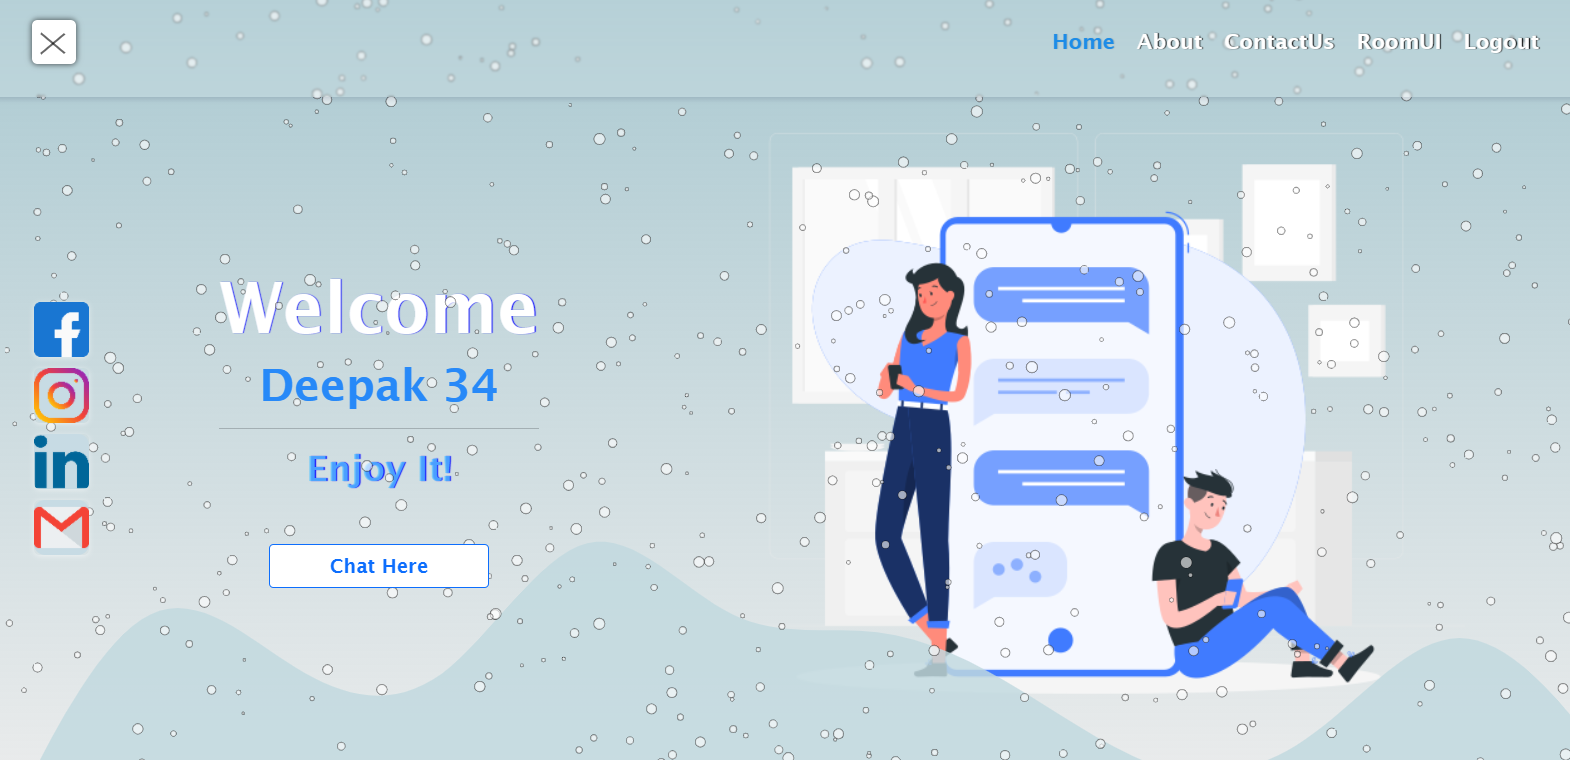 Home About ContactUs RoomUI Logout
Welcome
Deepak 34
Enjoy It!
Chat Here